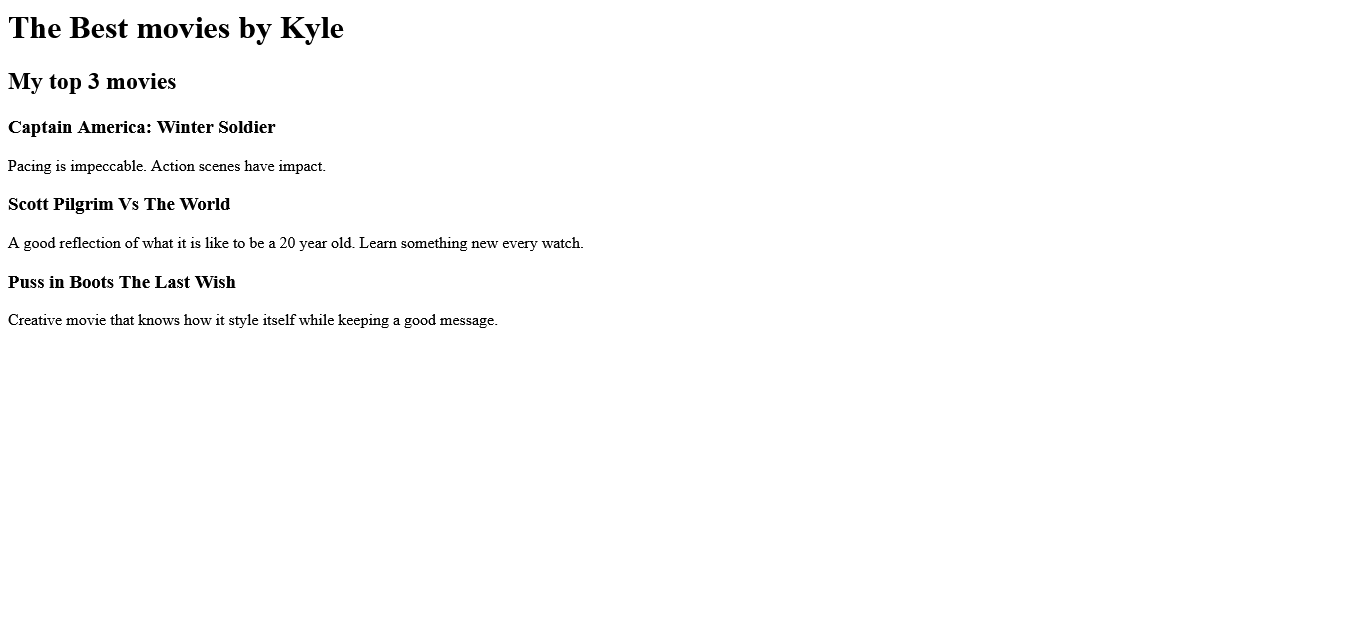 The Best movies by Kyle
My top 3 movies
Captain America: Winter Soldier
Pacing is impeccable. Action scenes have impact.
Scott Pilgrim Vs The World
A good reflection of what it is like to be a 20 year old. Learn something new every watch.
Puss in Boots The Last Wish
Creative movie that knows how it style itself while keeping a good message.